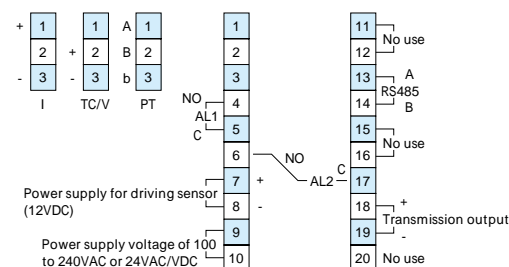 + 1 1 A 1
2 + 2 B 2
- 3 - 3 b 3
I TC/V PT
1
2
3
NO 4
AL1
C 5
6 NO
Power supply for driving sensor 7 +
(12VDC) 8 -
9
Power supply voltage of 100
to 240VAC or 24VAC/VDC 10
11
No use
12
13 A
RS485
14 B
15
No use
16
AL2 C 17
18 +
Transmission output
19 -
20 No use